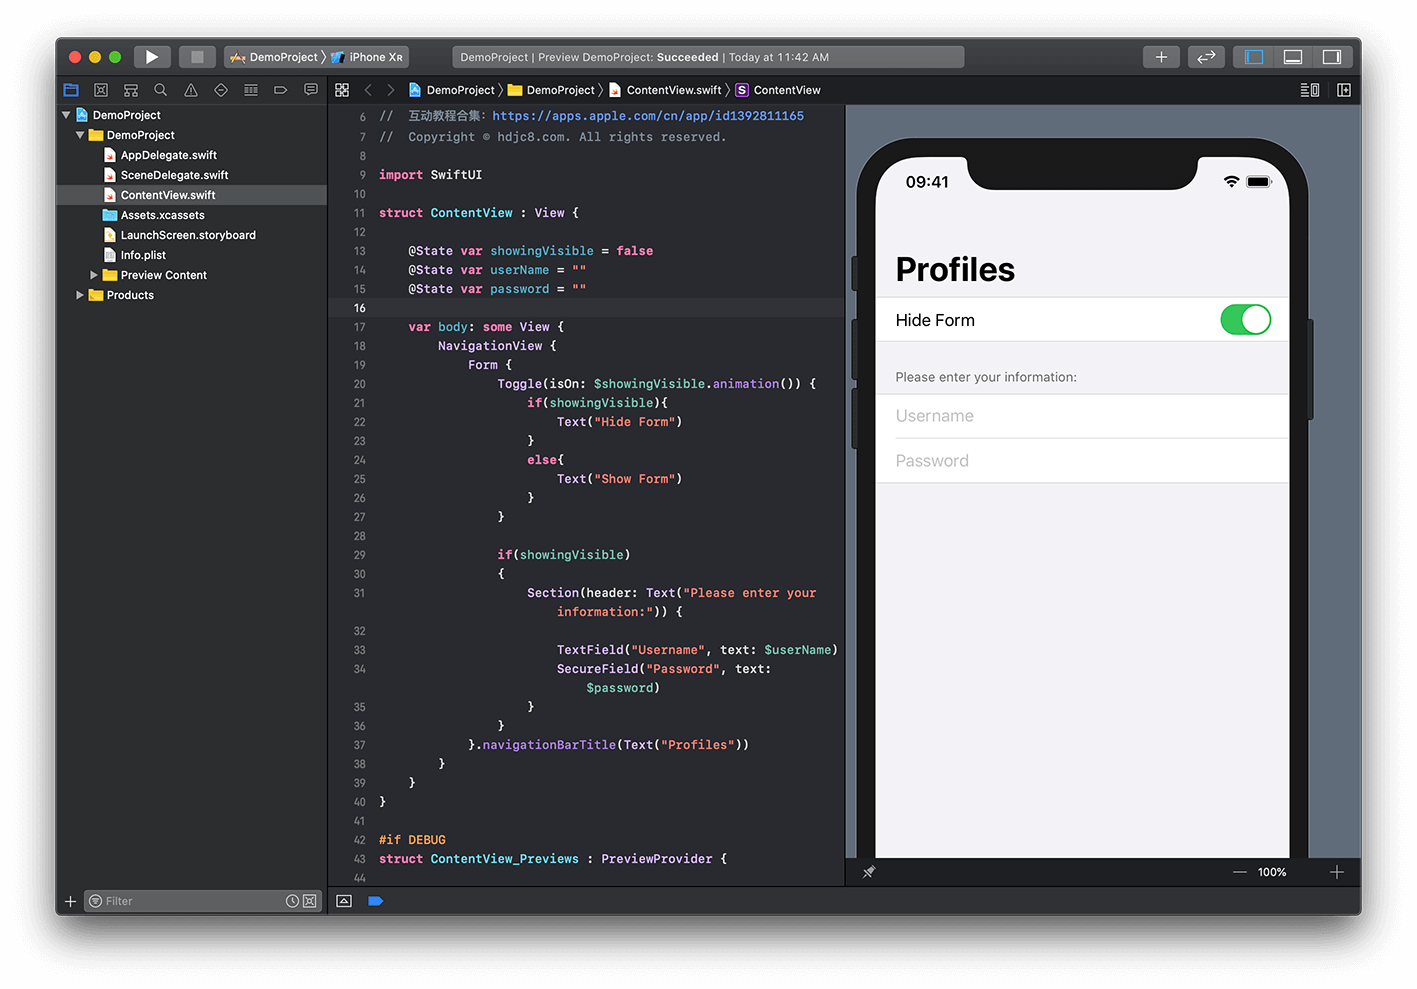 DemoProject
iPhone XR
DemoProject | Preview DemoProject: Succeeded | Today at 11:42 AM
DemoProject
DemoProject
ContentView.swift
S ContentView
DemoProject
DemoProject
AppDelegate.swift
SceneDelegate.swift
ContentView.swift
Assets.xcassets
LaunchScreen.storyboard
Info.plist
Preview Content
Products
Filter
6 // 互动教程合集: https://apps.apple.com/cn/app/id1392811165
7 // Copyright © hdjc8.com. All rights reserved.
8
9 import SwiftUI
10
11 struct ContentView : View {
12
13 @State var showingVisible = false
14 @State var userName = ""
15 @State var password = ""
16
17 var body: some View {
18 NavigationView {
19 Form {
20 Toggle(isOn: $showingVisible.animation()) {
21 if(showingVisible){
22 Text("Hide Form")
23 }
24 else{
25 Text("Show Form")
26 }
27 }
28
29 if(showingVisible)
30 {
31 Section(header: Text("Please enter your
information:")) {
32
33 TextField("Username", text: $userName)
34 SecureField("Password", text:
$password)
35 }
36 }
37 }.navigationBarTitle(Text("Profiles"))
38 }
39 }
40 }
41
42 #if DEBUG
43 struct ContentView_Previews : PreviewProvider {
44
09:41
Profiles
Hide Form
Please enter your information:
Username
Password
100%